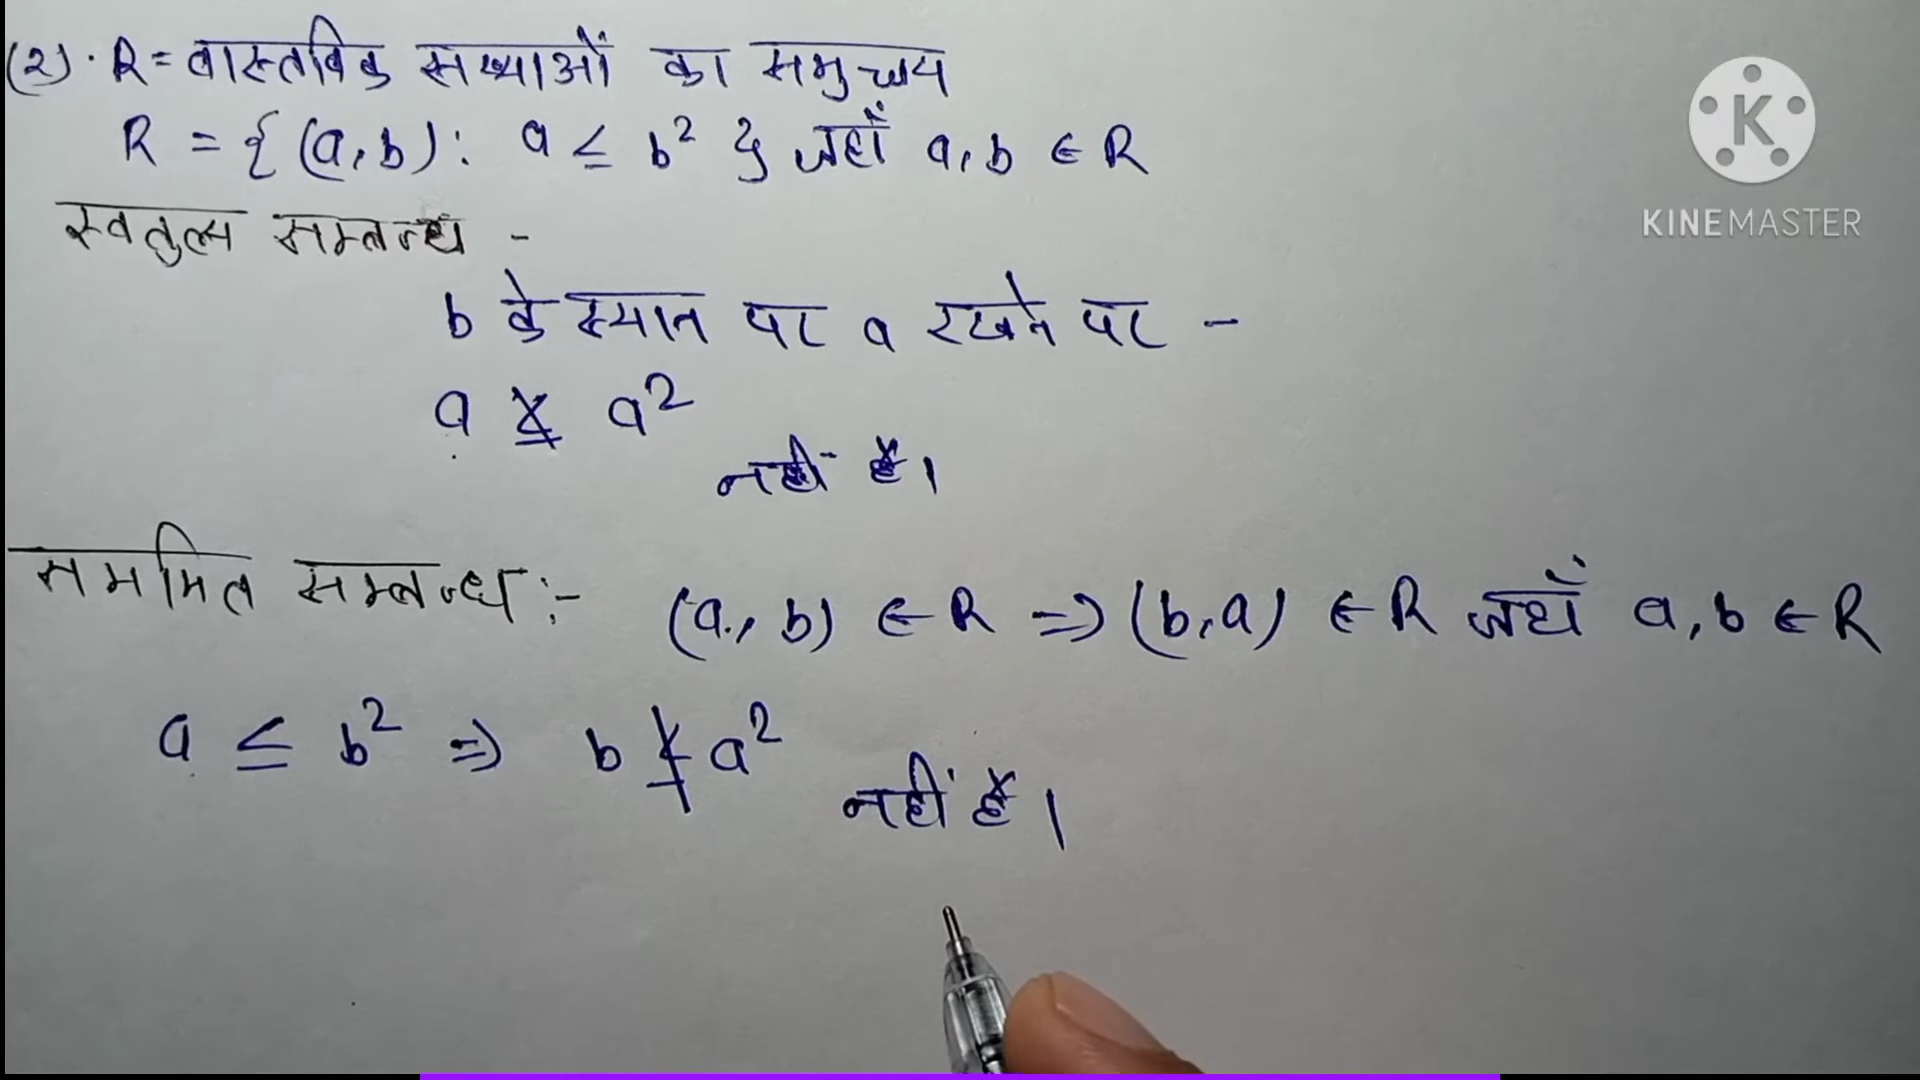 (2). R = वास्तविक सख्याओं का समुच्चय
R = { (a, b) : a ≤ b² } जहाँ a, b ∈ R
स्वतुल्य सम्बन्ध -
b के स्थान पर a रखने पर -
a ≰ a²
नहीं है।
सममित सम्बन्ध :- (a, b) ∈ R ⇒ (b, a) ∈ R जहाँ a, b ∈ R
a ≤ b² ⇒ b ≰ a²
नहीं है।
K
KINEMASTER